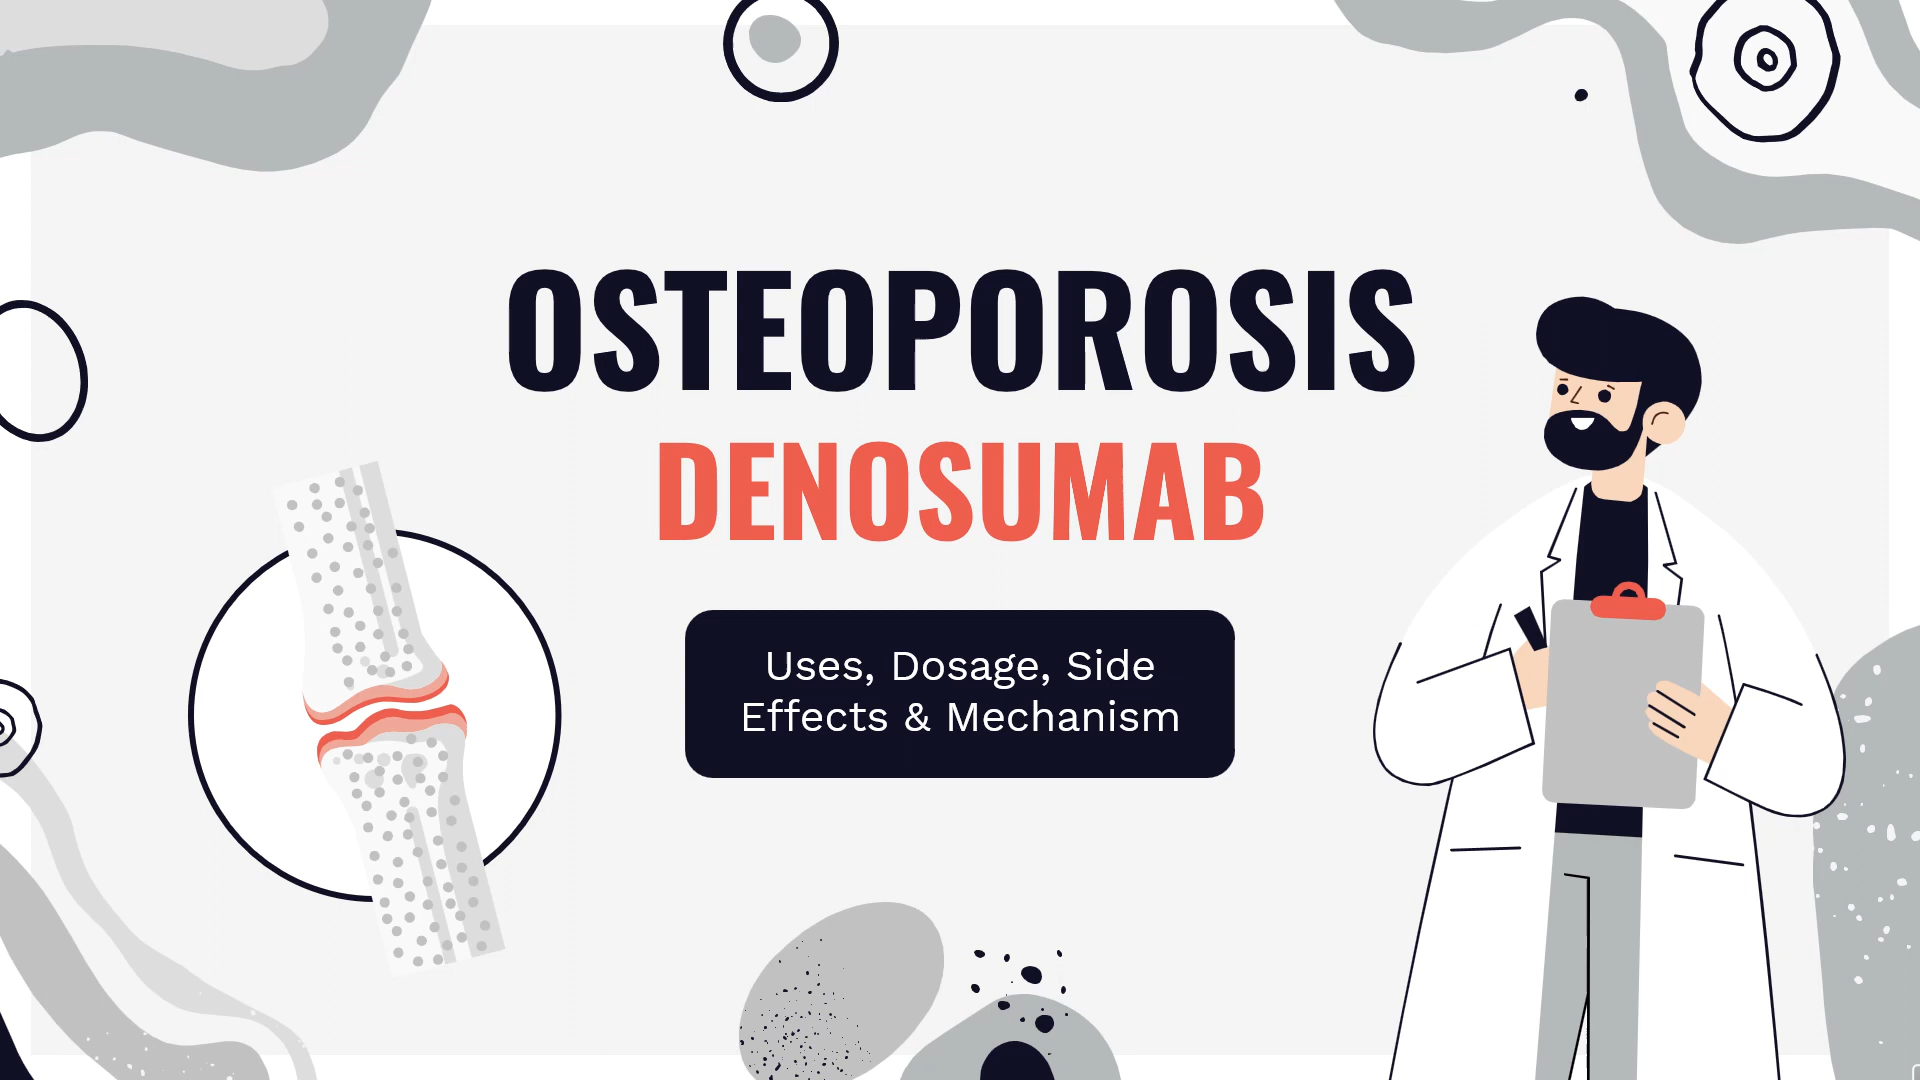 OSTEOPOROSIS
DENOSUMAB
Uses, Dosage, Side
Effects & Mechanism